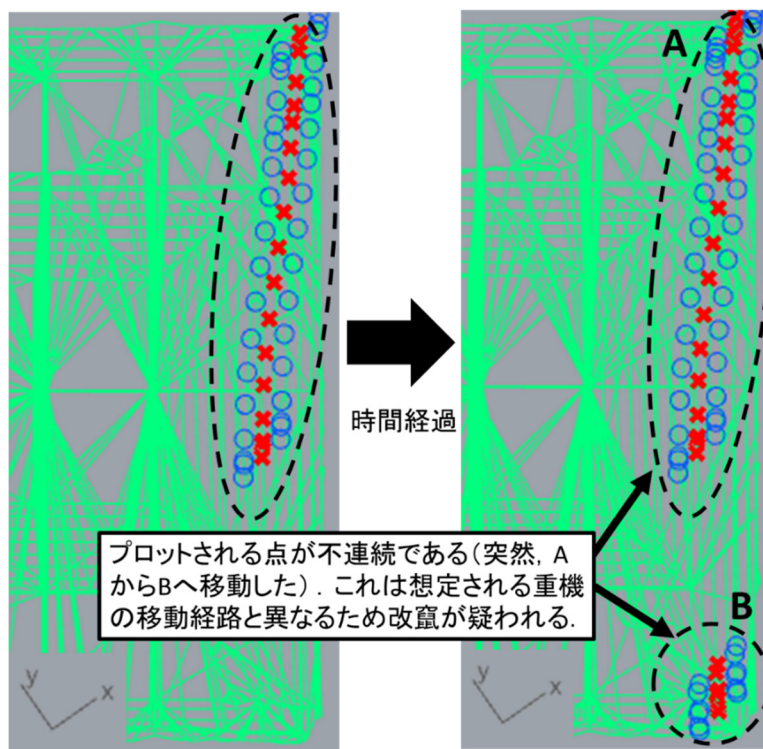 A
時間経過
プロットされる点が不連続である(突然，A
からBへ移動した)．これは想定される重機
の移動経路と異なるため改竄が疑われる．
B
y
x
y
x